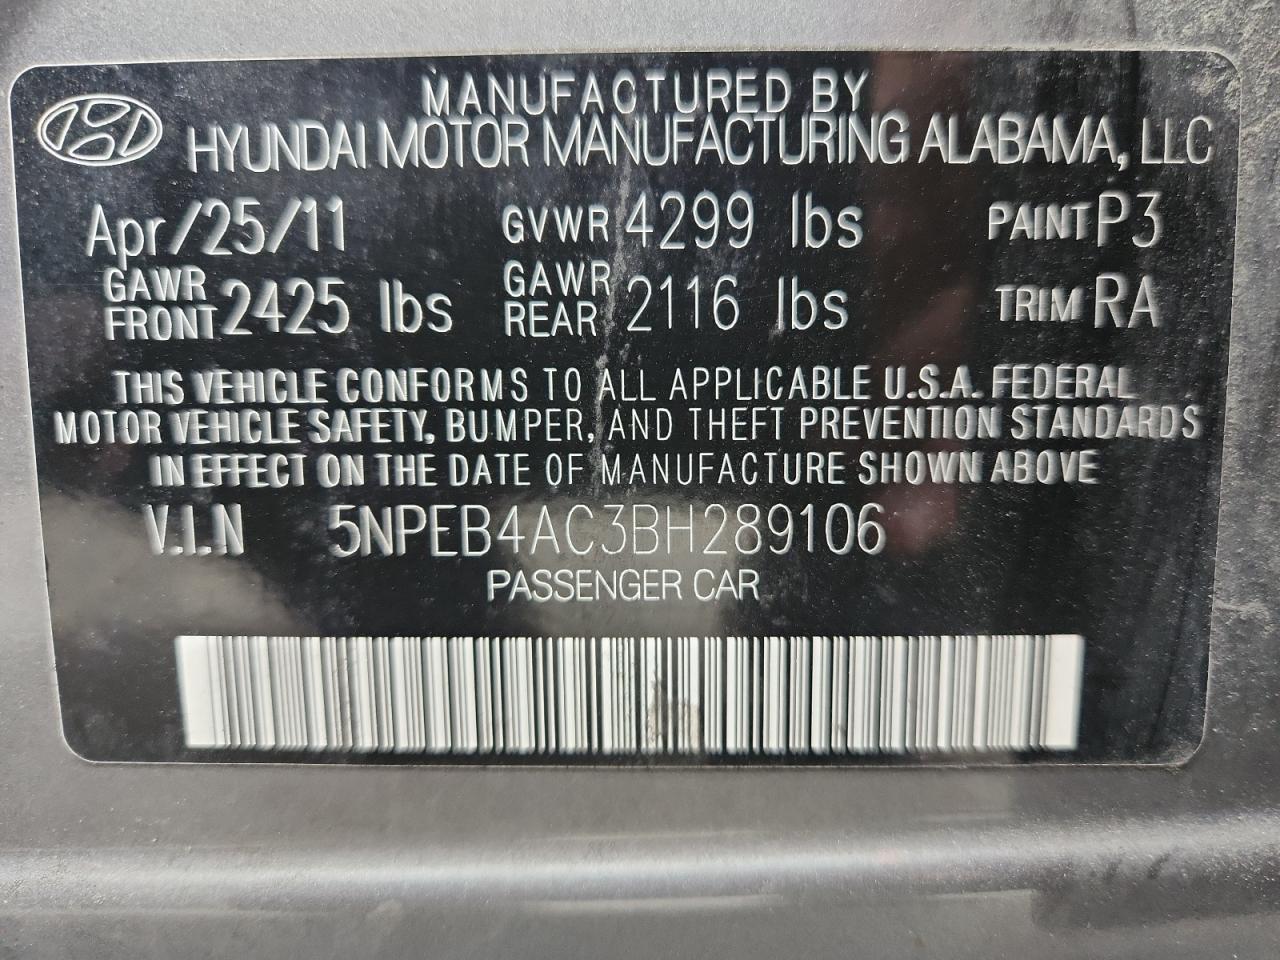 MANUFACTURED BY
HYUNDAI MOTOR MANUFACTURING ALABAMA, LLC
Apr/25/11 GVWR 4299 lbs PAINT P3
GAWR FRONT 2425 lbs GAWR REAR 2116 lbs TRIM RA
THIS VEHICLE CONFORMS TO ALL APPLICABLE U.S.A. FEDERAL
MOTOR VEHICLE SAFETY, BUMPER, AND THEFT PREVENTION STANDARDS
IN EFFECT ON THE DATE OF MANUFACTURE SHOWN ABOVE
V.I.N 5NPEB4AC3BH289106
PASSENGER CAR